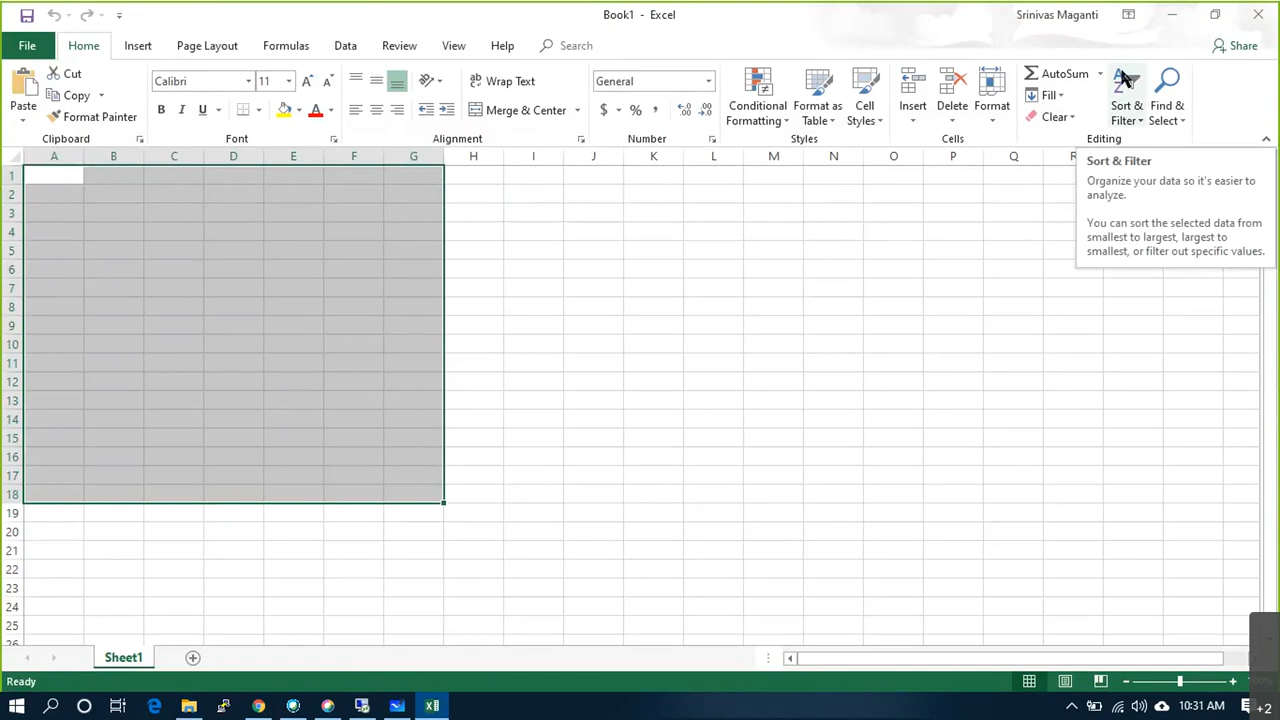 Book1 - Excel
Srinivas Maganti
File Home Insert Page Layout Formulas Data Review View Help Search Share
Paste
Cut
Copy
Format Painter
Clipboard
Calibri 11
B I U
A A
Font
Wrap Text
Merge & Center
Alignment
General
$ % ,
Number
Conditional Formatting
Format as Table
Cell Styles
Styles
Insert
Delete
Format
Cells
AutoSum
Fill
Clear
Sort & Filter
Find & Select
Editing
A B C D E F G H I J K L M N O P Q R
Sort & Filter
Organize your data so it's easier to
analyze.
You can sort the selected data from
smallest to largest, largest to
smallest, or filter out specific values.
1
2
3
4
5
6
7
8
9
10
11
12
13
14
15
16
17
18
19
20
21
22
23
24
25
26
Sheet1
Ready
10:31 AM
+2